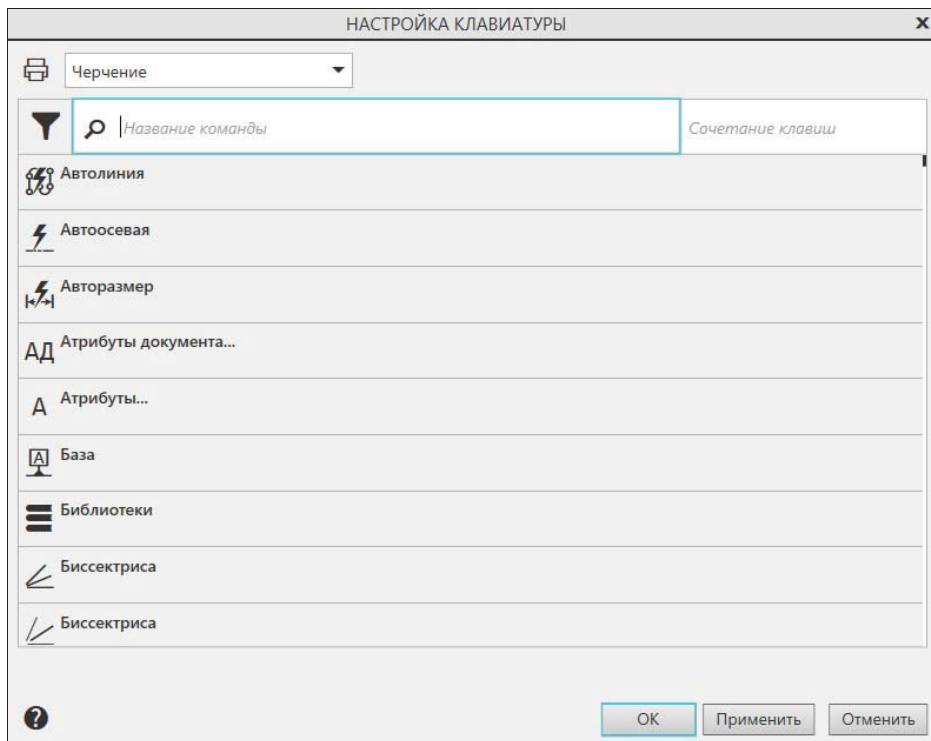 НАСТРОЙКА КЛАВИАТУРЫ
Черчение
Название команды
Сочетание клавиш
Автолиния
Автоосевая
Авторазмер
АД Атрибуты документа...
А Атрибуты...
А База
Библиотеки
Биссектриса
Биссектриса
ОК Применить Отменить